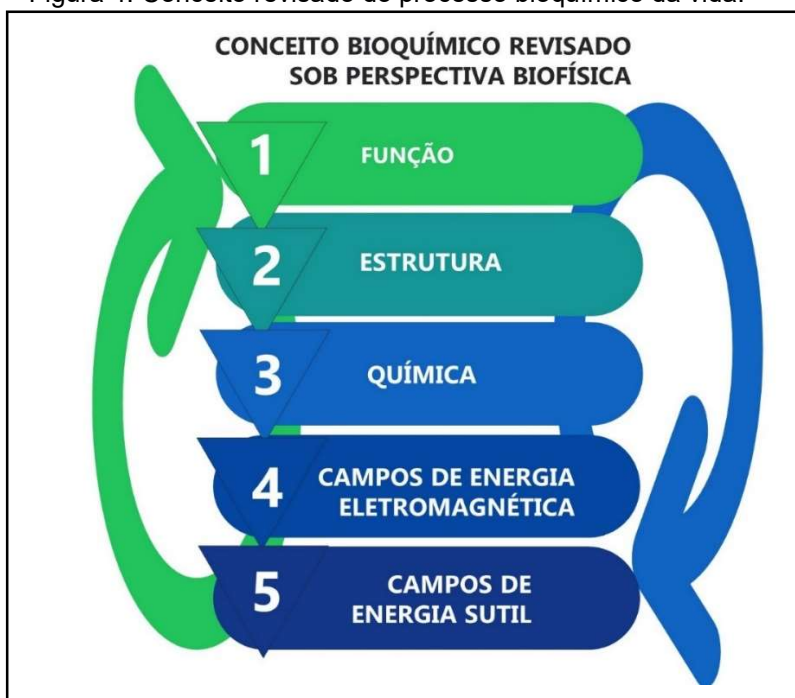 Figura 4: Conceito revisado do processo bioquímico da vida.
CONCEITO BIOQUÍMICO REVISADO
SOB PERSPECTIVA BIOFÍSICA
1
FUNÇÃO
2
ESTRUTURA
3
QUÍMICA
4
CAMPOS DE ENERGIA
ELETROMAGNÉTICA
5
CAMPOS DE
ENERGIA SUTIL